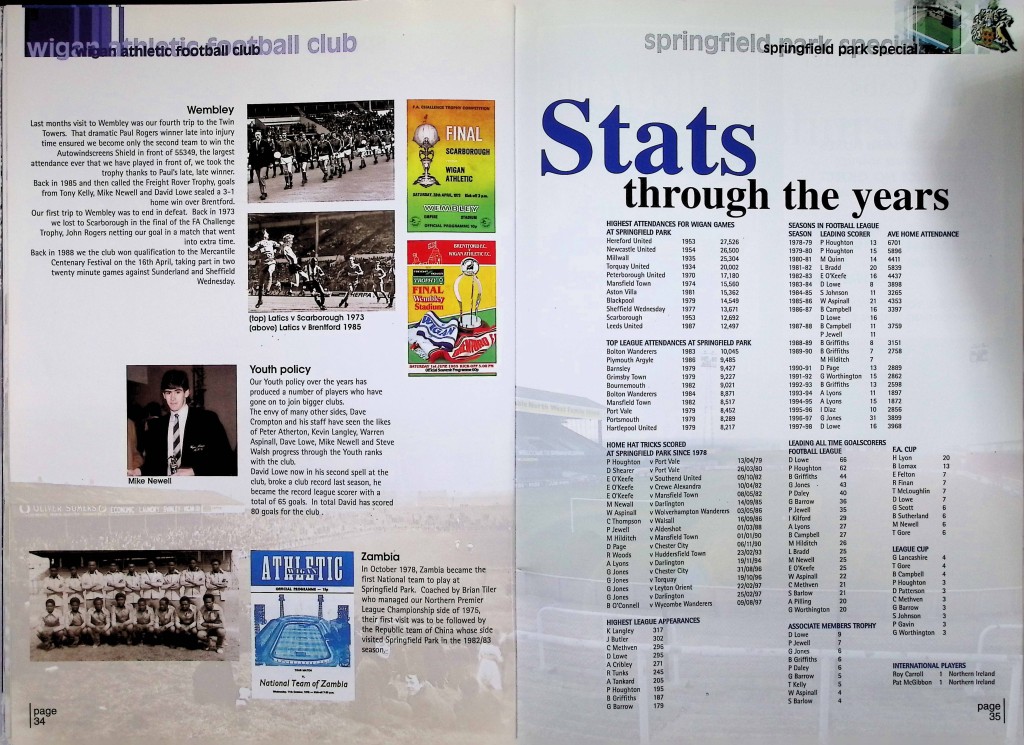 wigan athletic football club
wigan athletic football club
Wembley
Last months visit to Wembley was our fourth trip to the Twin
Towers. That dramatic Paul Rogers winner late into injury
time ensured we become only the second team to win the
Autowindscreens Shield in front of 55349, the largest
attendance ever that we have played in front of, we took the
trophy thanks to Paul's late, late winner.
Back in 1985 and then called the Freight Rover Trophy, goals
from Tony Kelly, Mike Newell and David Lowe sealed a 3-1
home win over Brentford.
Our first trip to Wembley was to end in defeat. Back in 1973
we lost to Scarborough in the final of the FA Challenge
Trophy, John Rogers netting our goal in a match that went
into extra time.
Back in 1988 we the club won qualification to the Mercantile
Centenary Festival on the 16th April, taking part in two
twenty minute games against Sunderland and Sheffield
Wednesday.
(top) Latics v Scarborough 1973
(above) Latics v Brentford 1985
F.A. CHALLENGE TROPHY COMPETITION
FINAL
SCARBOROUGH
WIGAN
ATHLETIC
WEMBLEY
EMPIRE STADIUM
OFFICIAL PROGRAMME 10p
BRENTFORD F.C.
WIGAN ATHLETIC F.C.
FINAL
Wembley
Stadium
WIGAN
SATURDAY 1st JUNE 1985 KICK-OFF 3.00 PM
Official Souvenir Programme 80p
Youth policy
Our Youth policy over the years has
produced a number of players who have
gone on to join bigger clubs.
The envy of many other sides, Dave
Crompton and his staff have seen the likes
of Peter Atherton, Kevin Langley, Warren
Aspinall, Dave Lowe, Mike Newell and Steve
Walsh progress through the Youth ranks
with the club.
David Lowe now in his second spell at the
club, broke a club record last season, he
became the record league scorer with a
total of 65 goals. In total David has scored
80 goals for the club .
Mike Newell
Zambia
In October 1978, Zambia became the
first National team to play at
Springfield Park. Coached by Brian Tiler
who managed our Northern Premier
League Championship side of 1975,
their first visit was to be followed by
the Republic team of China whose side
visited Springfield Park in the 1982/83
season.
ATHLETIC
WIGAN
National Team of Zambia
page
34
springfield park special
springfield park special
Stats
through the years
HIGHEST ATTENDANCES FOR WIGAN GAMES
AT SPRINGFIELD PARK
Hereford United 1953 27,526
Newcastle United 1954 26,500
Millwall 1935 25,304
Torquay United 1934 20,002
Peterborough United 1970 17,180
Mansfield Town 1974 15,560
Aston Villa 1981 15,362
Blackpool 1979 14,549
Sheffield Wednesday 1977 13,671
Scarborough 1953 12,692
Leeds United 1987 12,497
TOP LEAGUE ATTENDANCES AT SPRINGFIELD PARK
Bolton Wanderers 1983 10,045
Plymouth Argyle 1986 9,485
Barnsley 1979 9,427
Grimsby Town 1979 9,227
Bournemouth 1982 9,021
Bolton Wanderers 1984 8,871
Mansfield Town 1982 8,517
Port Vale 1979 8,452
Portsmouth 1979 8,289
Hartlepool United 1979 8,217
HOME HAT TRICKS SCORED
AT SPRINGFIELD PARK SINCE 1978
P Houghton v Port Vale 13/04/79
D Shearer v Port Vale 26/03/80
E O'Keefe v Southend United 09/10/82
E O'Keefe v Crewe Alexandra 10/04/82
E O'Keefe v Mansfield Town 08/05/82
M Newall v Darlington 14/09/85
W Aspinall v Wolverhampton Wanderers 03/05/86
C Thompson v Walsall 16/09/86
P Jewell v Aldershot 01/03/88
M Hilditch v Mansfield Town 01/01/90
D Page v Chester City 06/11/90
R Woods v Huddersfield Town 23/02/93
A Lyons v Darlington 19/11/94
G Jones v Chester City 31/08/96
G Jones v Torquay 19/10/96
G Jones v Leyton Orient 22/02/97
G Jones v Darlington 25/02/97
B O'Connell v Wycombe Wanderers 09/08/97
HIGHEST LEAGUE APPEARANCES
K Langley 317
J Butler 302
C Methven 296
D Lowe 295
A Cribley 271
R Tunks 245
A Tankard 205
P Houghton 195
B Griffiths 187
G Barrow 179
SEASONS IN FOOTBALL LEAGUE
SEASON LEADING SCORER AVE HOME ATTENDANCE
1978-79 P Houghton 13 6701
1979-80 P Houghton 15 5896
1980-81 M Quinn 14 4411
1981-82 L Bradd 20 5839
1982-83 E O'Keefe 16 4437
1983-84 D Lowe 8 3898
1984-85 S Johnson 11 3265
1985-86 W Aspinall 21 4353
1986-87 B Campbell 16 3397
D Lowe 16
1987-88 B Campbell 11 3759
P Jewell 11
1988-89 B Griffiths 8 3151
1989-90 B Griffiths 7 2758
M Hilditch 7
1990-91 D Page 13 2889
1991-92 G Worthington 15 2862
1992-93 B Griffiths 13 2598
1993-94 A Lyons 11 1897
1994-95 A Lyons 15 1872
1995-96 I Diaz 10 2856
1996-97 G Jones 31 3899
1997-98 D Lowe 16 3968
LEADING ALL TIME GOALSCORERS
FOOTBALL LEAGUE
D Lowe 66
P Houghton 62
B Griffiths 44
G Jones 43
P Daley 40
G Barrow 36
P Jewell 35
I Kilford 29
A Lyons 27
B Campbell 27
M Hilditch 26
L Bradd 25
M Newell 25
E O'Keefe 25
W Aspinall 22
C Methven 21
S Barlow 21
A Pilling 20
G Worthington 20
ASSOCIATE MEMBERS TROPHY
D Lowe 9
P Jewell 7
G Jones 6
B Griffiths 6
P Daley 6
G Barrow 5
T Kelly 5
W Aspinall 4
S Barlow 4
F.A. CUP
H Lyon 20
B Lomax 13
E Felton 7
R Finan 7
T McLoughlin 7
D Lowe 7
G Scott 6
B Sutherland 6
M Newell 6
T Gore 6
LEAGUE CUP
G Lancashire 4
T Gore 4
B Campbell 4
P Houghton 3
D Patterson 3
C Methven 3
G Barrow 3
S Johnson 3
P Gavin 3
G Worthington 3
INTERNATIONAL PLAYERS
Roy Carroll 1 Northern Ireland
Pat McGibbon 1 Northern Ireland
page
35